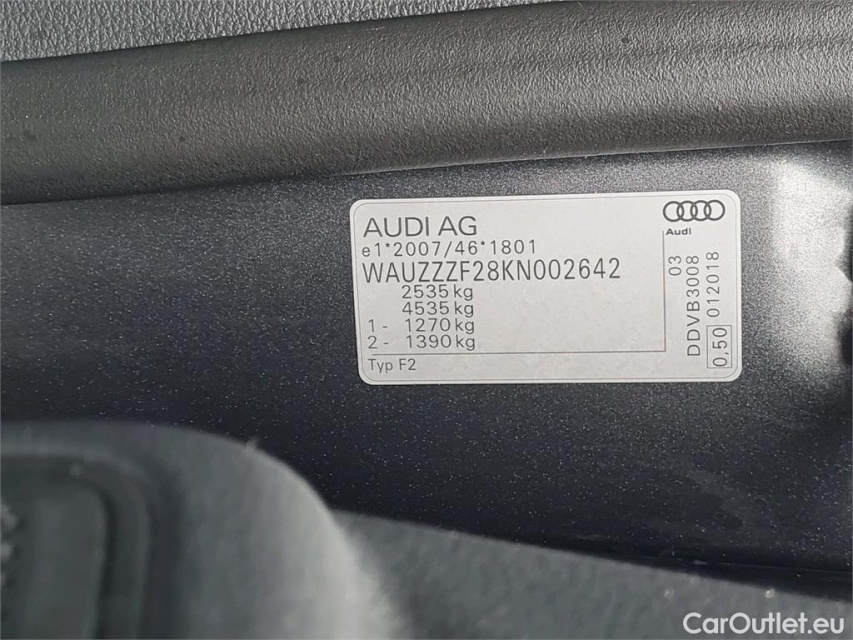 AUDI AG
e1*2007/46*1801
WAUZZZF28KN002642
2535 kg
4535 kg
1 - 1270 kg
2 - 1390 kg
Typ F2
Audi
03
DDVB3008
0,50 012018
CarOutlet.eu